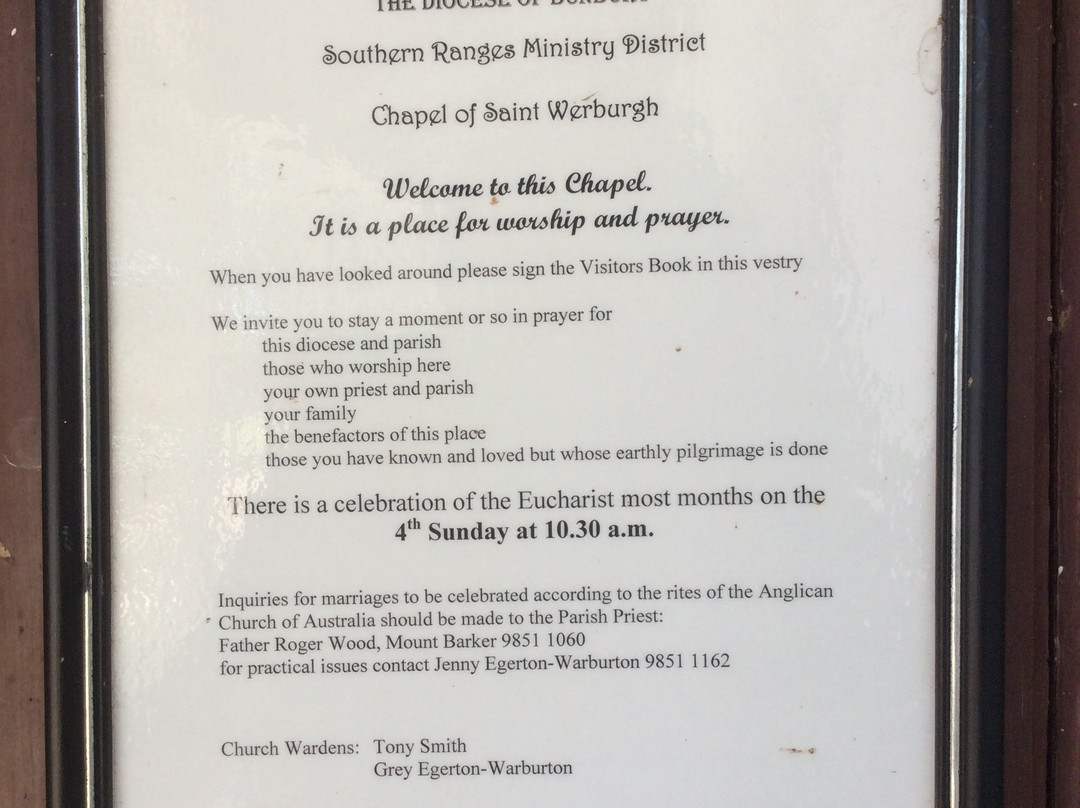 THE DIOCESE OF BUNBURY
Southern Ranges Ministry District
Chapel of Saint Werburgh
Welcome to this Chapel.
It is a place for worship and prayer.
When you have looked around please sign the Visitors Book in this vestry
We invite you to stay a moment or so in prayer for
this diocese and parish
those who worship here
your own priest and parish
your family
the benefactors of this place
those you have known and loved but whose earthly pilgrimage is done
There is a celebration of the Eucharist most months on the
4th Sunday at 10.30 a.m.
Inquiries for marriages to be celebrated according to the rites of the Anglican
Church of Australia should be made to the Parish Priest:
Father Roger Wood, Mount Barker 9851 1060
for practical issues contact Jenny Egerton-Warburton 9851 1162
Church Wardens: Tony Smith
Grey Egerton-Warburton